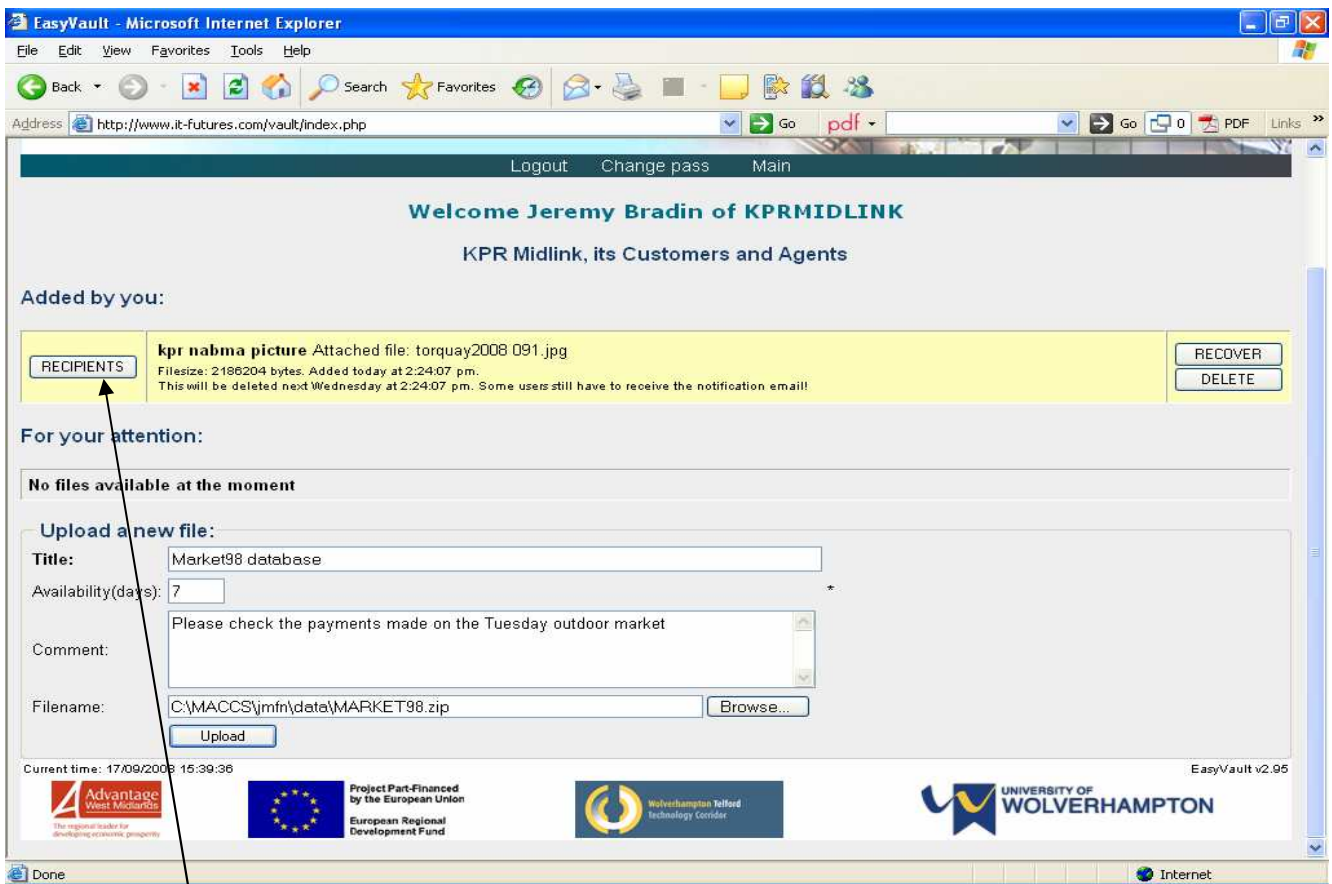 EasyVault - Microsoft Internet Explorer
File Edit View Favorites Tools Help
Back Search Favorites
Address http://www.it-futures.com/vault/index.php Go pdf Go 0 PDF Links »
Logout Change pass Main
Welcome Jeremy Bradin of KPRMIDLINK
KPR Midlink, its Customers and Agents
Added by you:
RECIPIENTS
kpr nabma picture Attached file: torquay2008 091.jpg
Filesize: 2186204 bytes. Added today at 2:24:07 pm.
This will be deleted next Wednesday at 2:24:07 pm. Some users still have to receive the notification email!
RECOVER
DELETE
For your attention:
No files available at the moment
Upload a new file:
Title: Market98 database
Availability(days): 7 *
Comment: Please check the payments made on the Tuesday outdoor market
Filename: C:\MACCS\jmfn\data\MARKET98.zip Browse...
Upload
Current time: 17/09/2008 15:39:36 EasyVault v2.95
Advantage
West Midlands
The regional leader for
developing economic prosperity
Project Part-Financed
by the European Union
European Regional
Development Fund
Wolverhampton Telford
Technology Corridor
UNIVERSITY OF
WOLVERHAMPTON
Done Internet